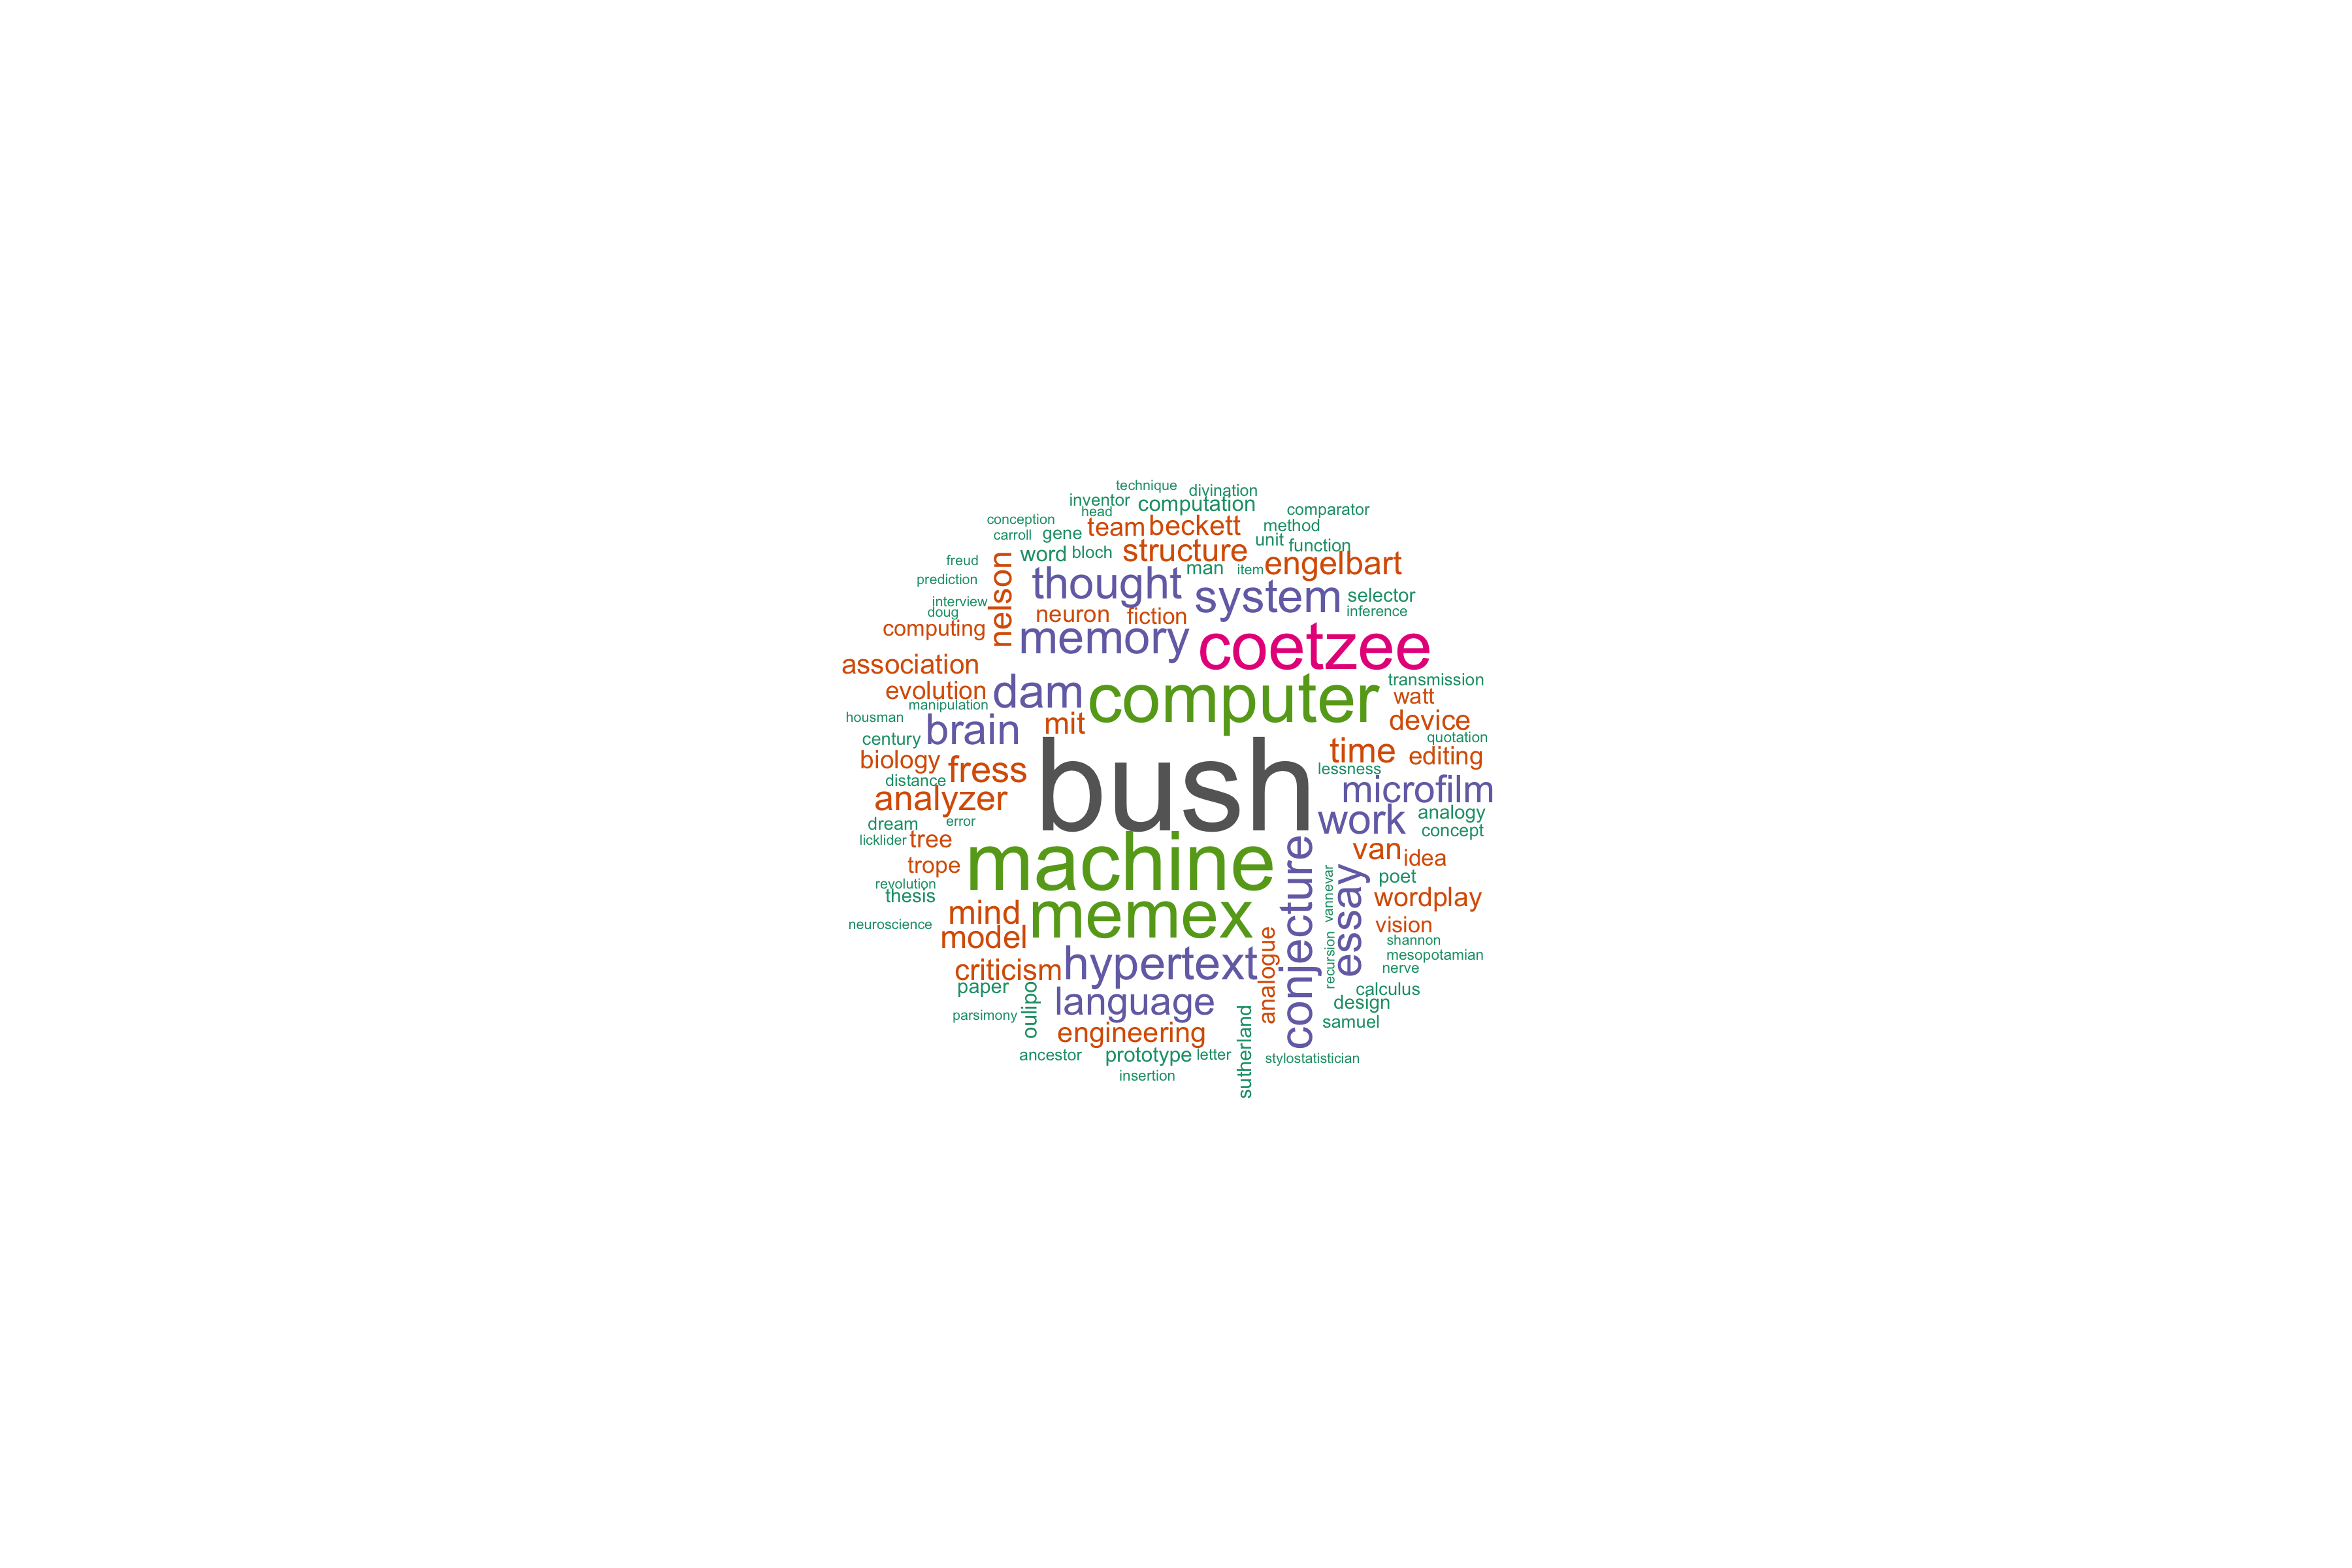 technique
divination
inventor
computation
head
comparator
conception
team
beckett
method
carroll
gene
unit
function
word
bloch
structure
freud
man
item
engelbart
prediction
thought
system
selector
interview
nelson
inference
doug
neuron
fiction
computing
memory
coetzee
association
transmission
evolution
dam
computer
watt
manipulation
housman
brain
mit
device
century
quotation
biology
fress
bush
time
editing
distance
lessness
analyzer
microfilm
dream
error
work
analogy
licklider
tree
concept
trope
machine
van
idea
revolution
conjecture
vannevar
essay
poet
thesis
wordplay
mind
memex
neuroscience
vision
model
analogue
recursion
shannon
criticism
hypertext
mesopotamian
nerve
paper
oulipo
language
calculus
design
parsimony
engineering
samuel
ancestor
prototype
letter
sutherland
stylostatistician
insertion